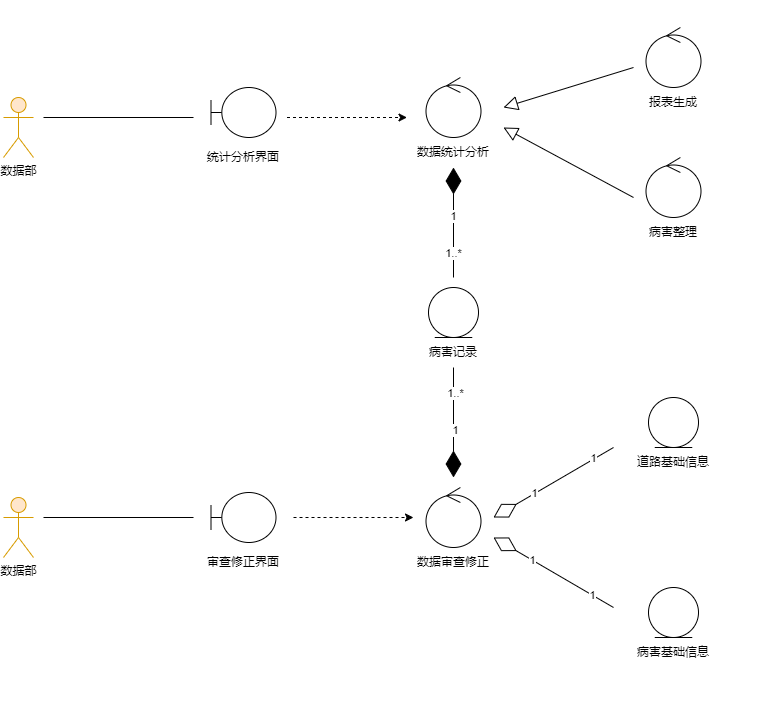 报表生成
数据部
统计分析界面
数据统计分析
1
病害整理
1..*
病害记录
1..*
1
道路基础信息
1
1
数据部
审查修正界面
数据审查修正
1
1
病害基础信息